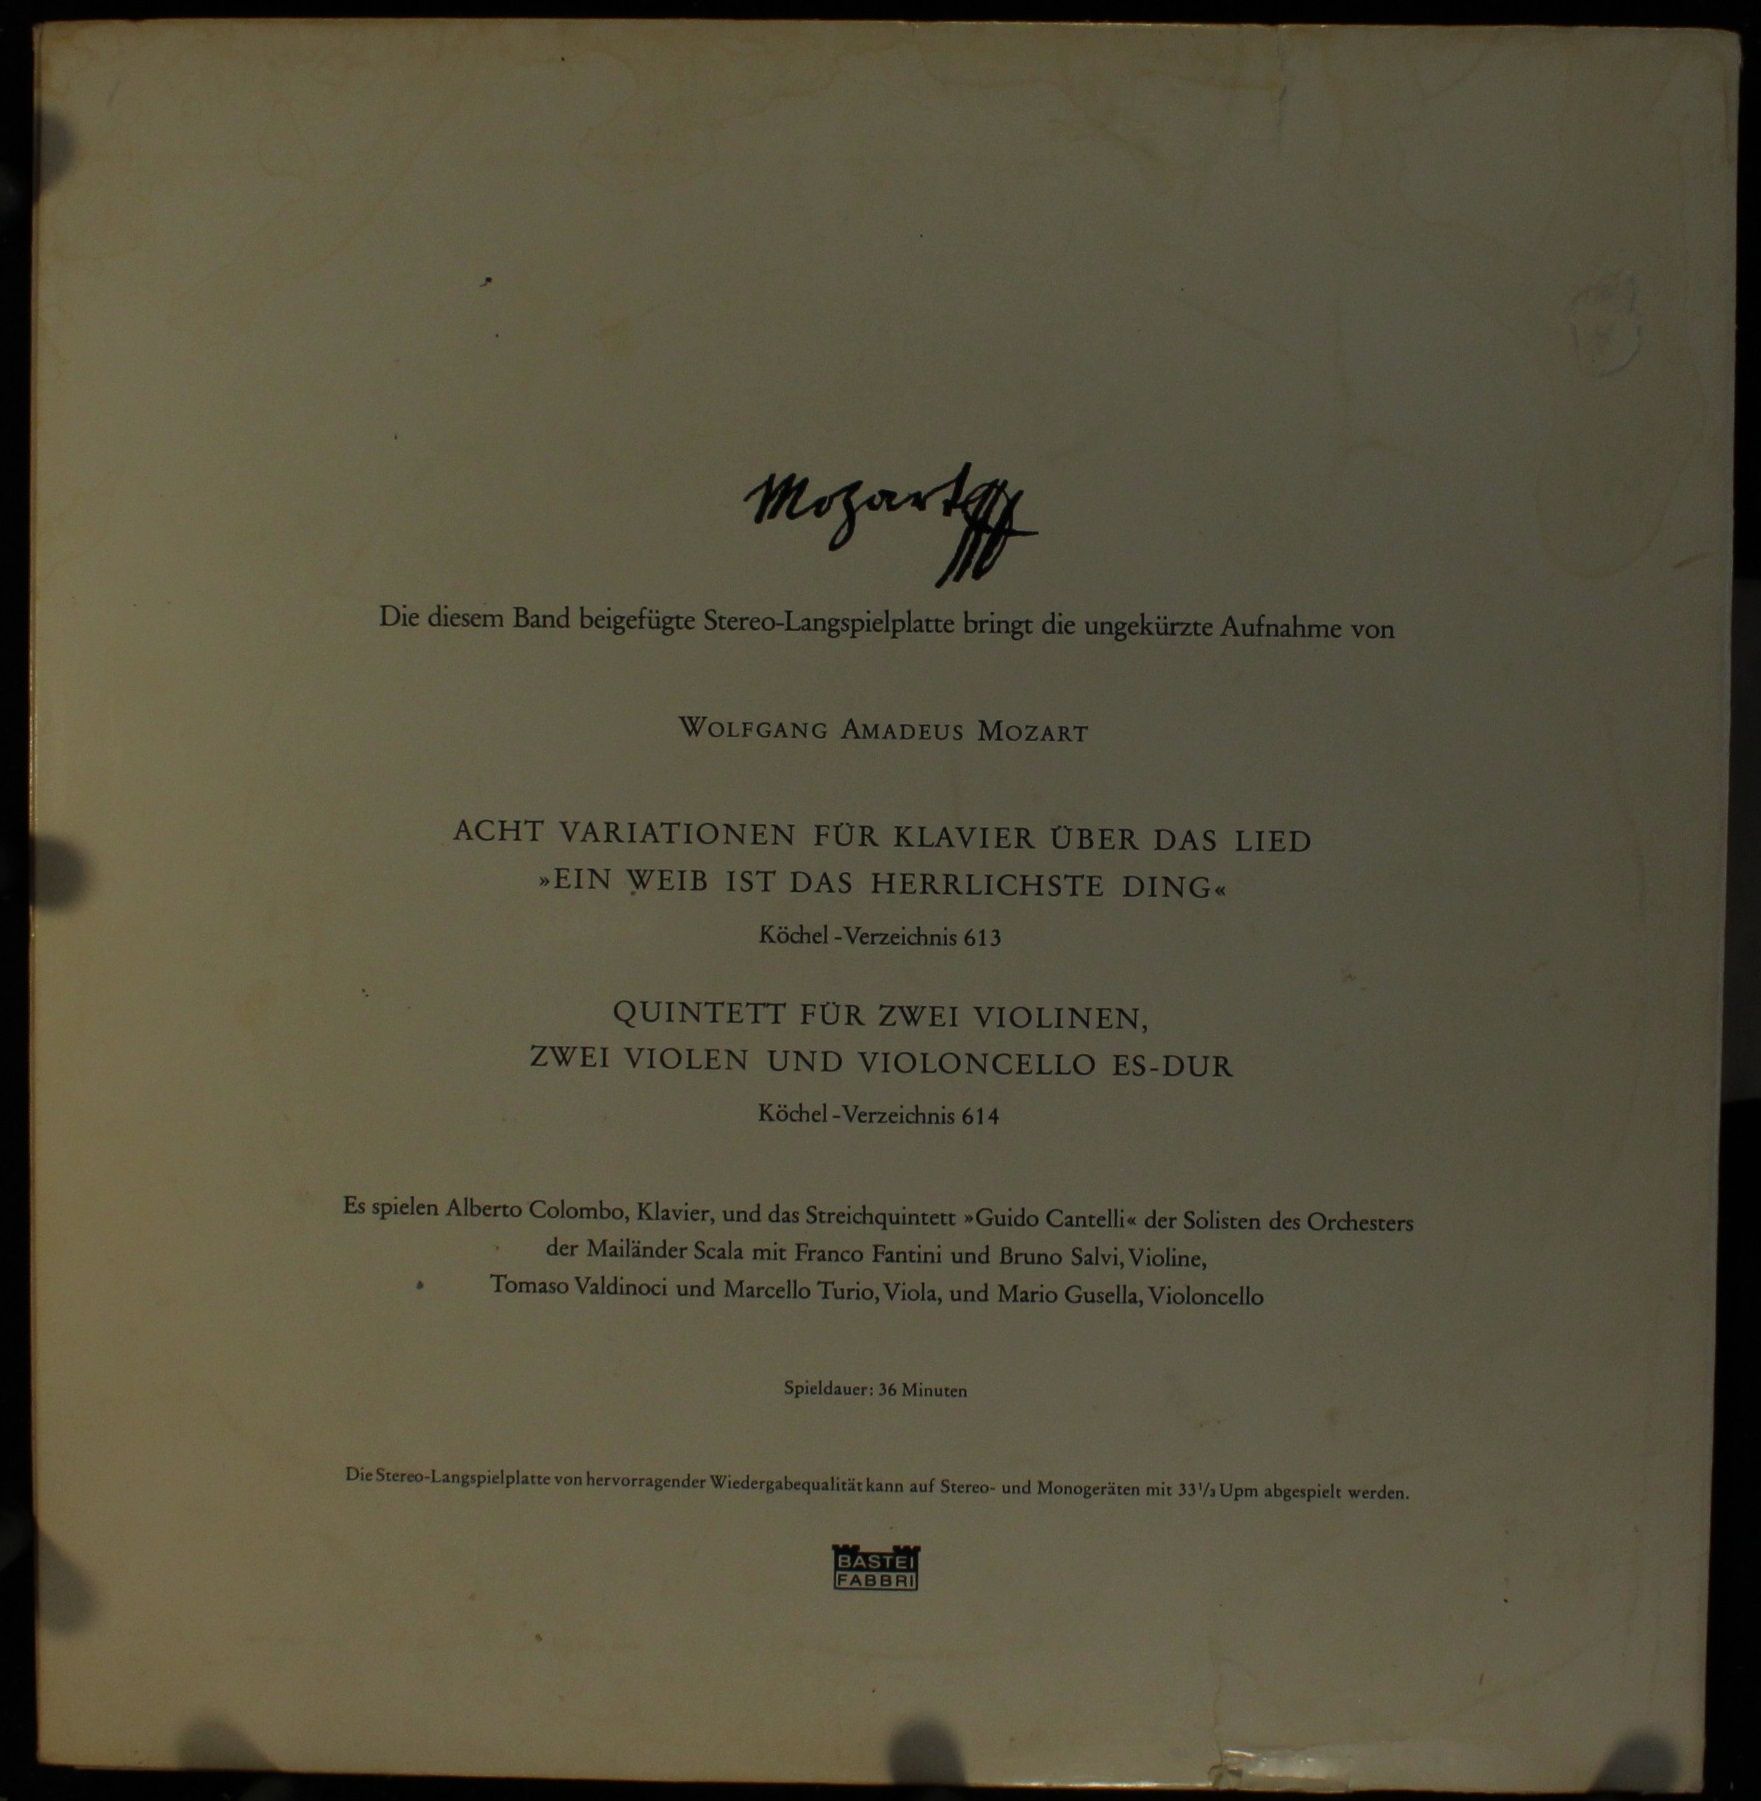 Mozart
Die diesem Band beigefügte Stereo-Langspielplatte bringt die ungekürzte Aufnahme von
WOLFGANG AMADEUS MOZART
ACHT VARIATIONEN FÜR KLAVIER ÜBER DAS LIED
»EIN WEIB IST DAS HERRLICHSTE DING«
Köchel-Verzeichnis 613
QUINTETT FÜR ZWEI VIOLINEN,
ZWEI VIOLEN UND VIOLONCELLO ES-DUR
Köchel-Verzeichnis 614
Es spielen Alberto Colombo, Klavier, und das Streichquintett »Guido Cantelli« der Solisten des Orchesters
der Mailänder Scala mit Franco Fantini und Bruno Salvi, Violine,
Tomaso Valdinoci und Marcello Turio, Viola, und Mario Gusella, Violoncello
Spieldauer: 36 Minuten
Die Stereo-Langspielplatte von hervorragender Wiedergabequalität kann auf Stereo- und Monogeräten mit 33 1/3 Upm abgespielt werden.
BASTEI
FABBRI